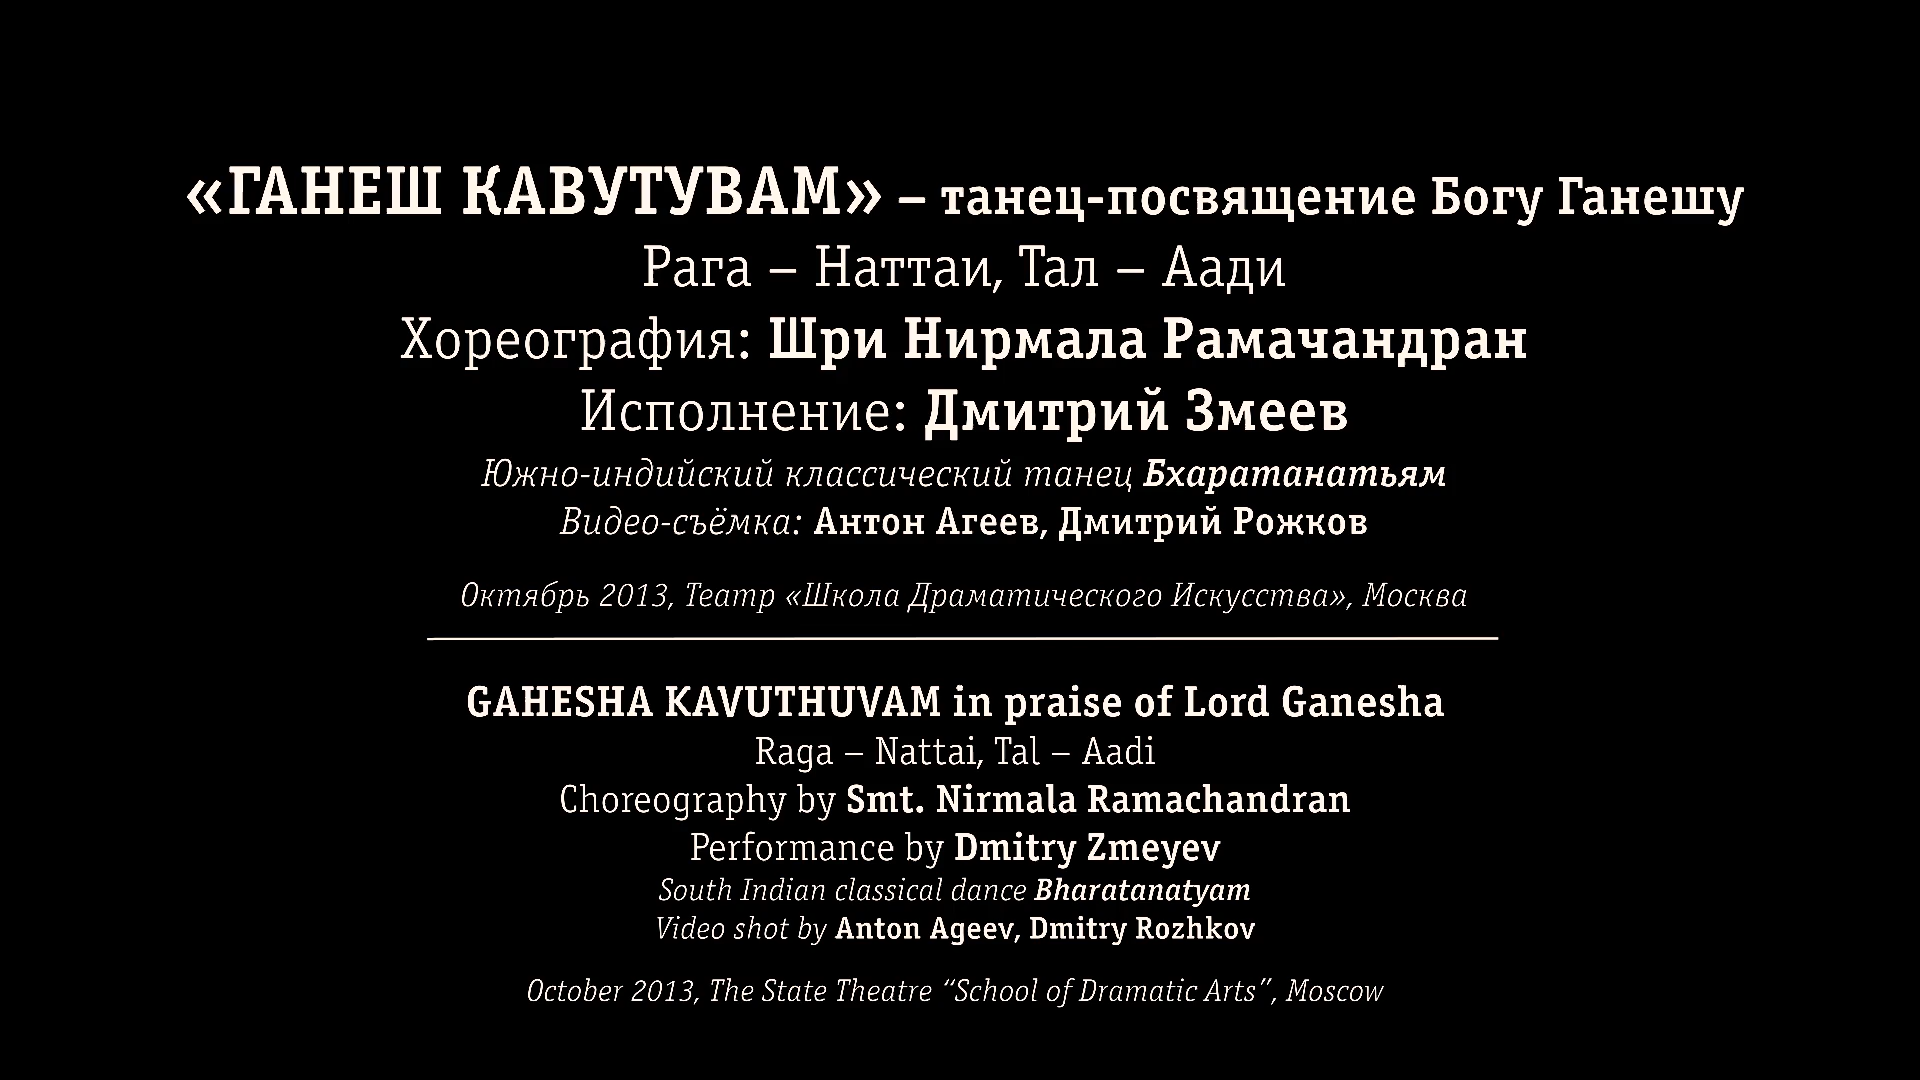 «ГАНЕШ КАВУТУВАМ» – танец-посвящение Богу Ганешу
Рага – Наттаи, Тал – Аади
Хореография: Шри Нирмала Рамачандран
Исполнение: Дмитрий Змеев
Южно-индийский классический танец Бхаратанатьям
Видео-съёмка: Антон Агеев, Дмитрий Рожков
Октябрь 2013, Театр «Школа Драматического Искусства», Москва
GAHESHA KAVUTHUVAM in praise of Lord Ganesha
Raga – Nattai, Tal – Aadi
Choreography by Smt. Nirmala Ramachandran
Performance by Dmitry Zmeyev
South Indian classical dance Bharatanatyam
Video shot by Anton Ageev, Dmitry Rozhkov
October 2013, The State Theatre “School of Dramatic Arts”, Moscow